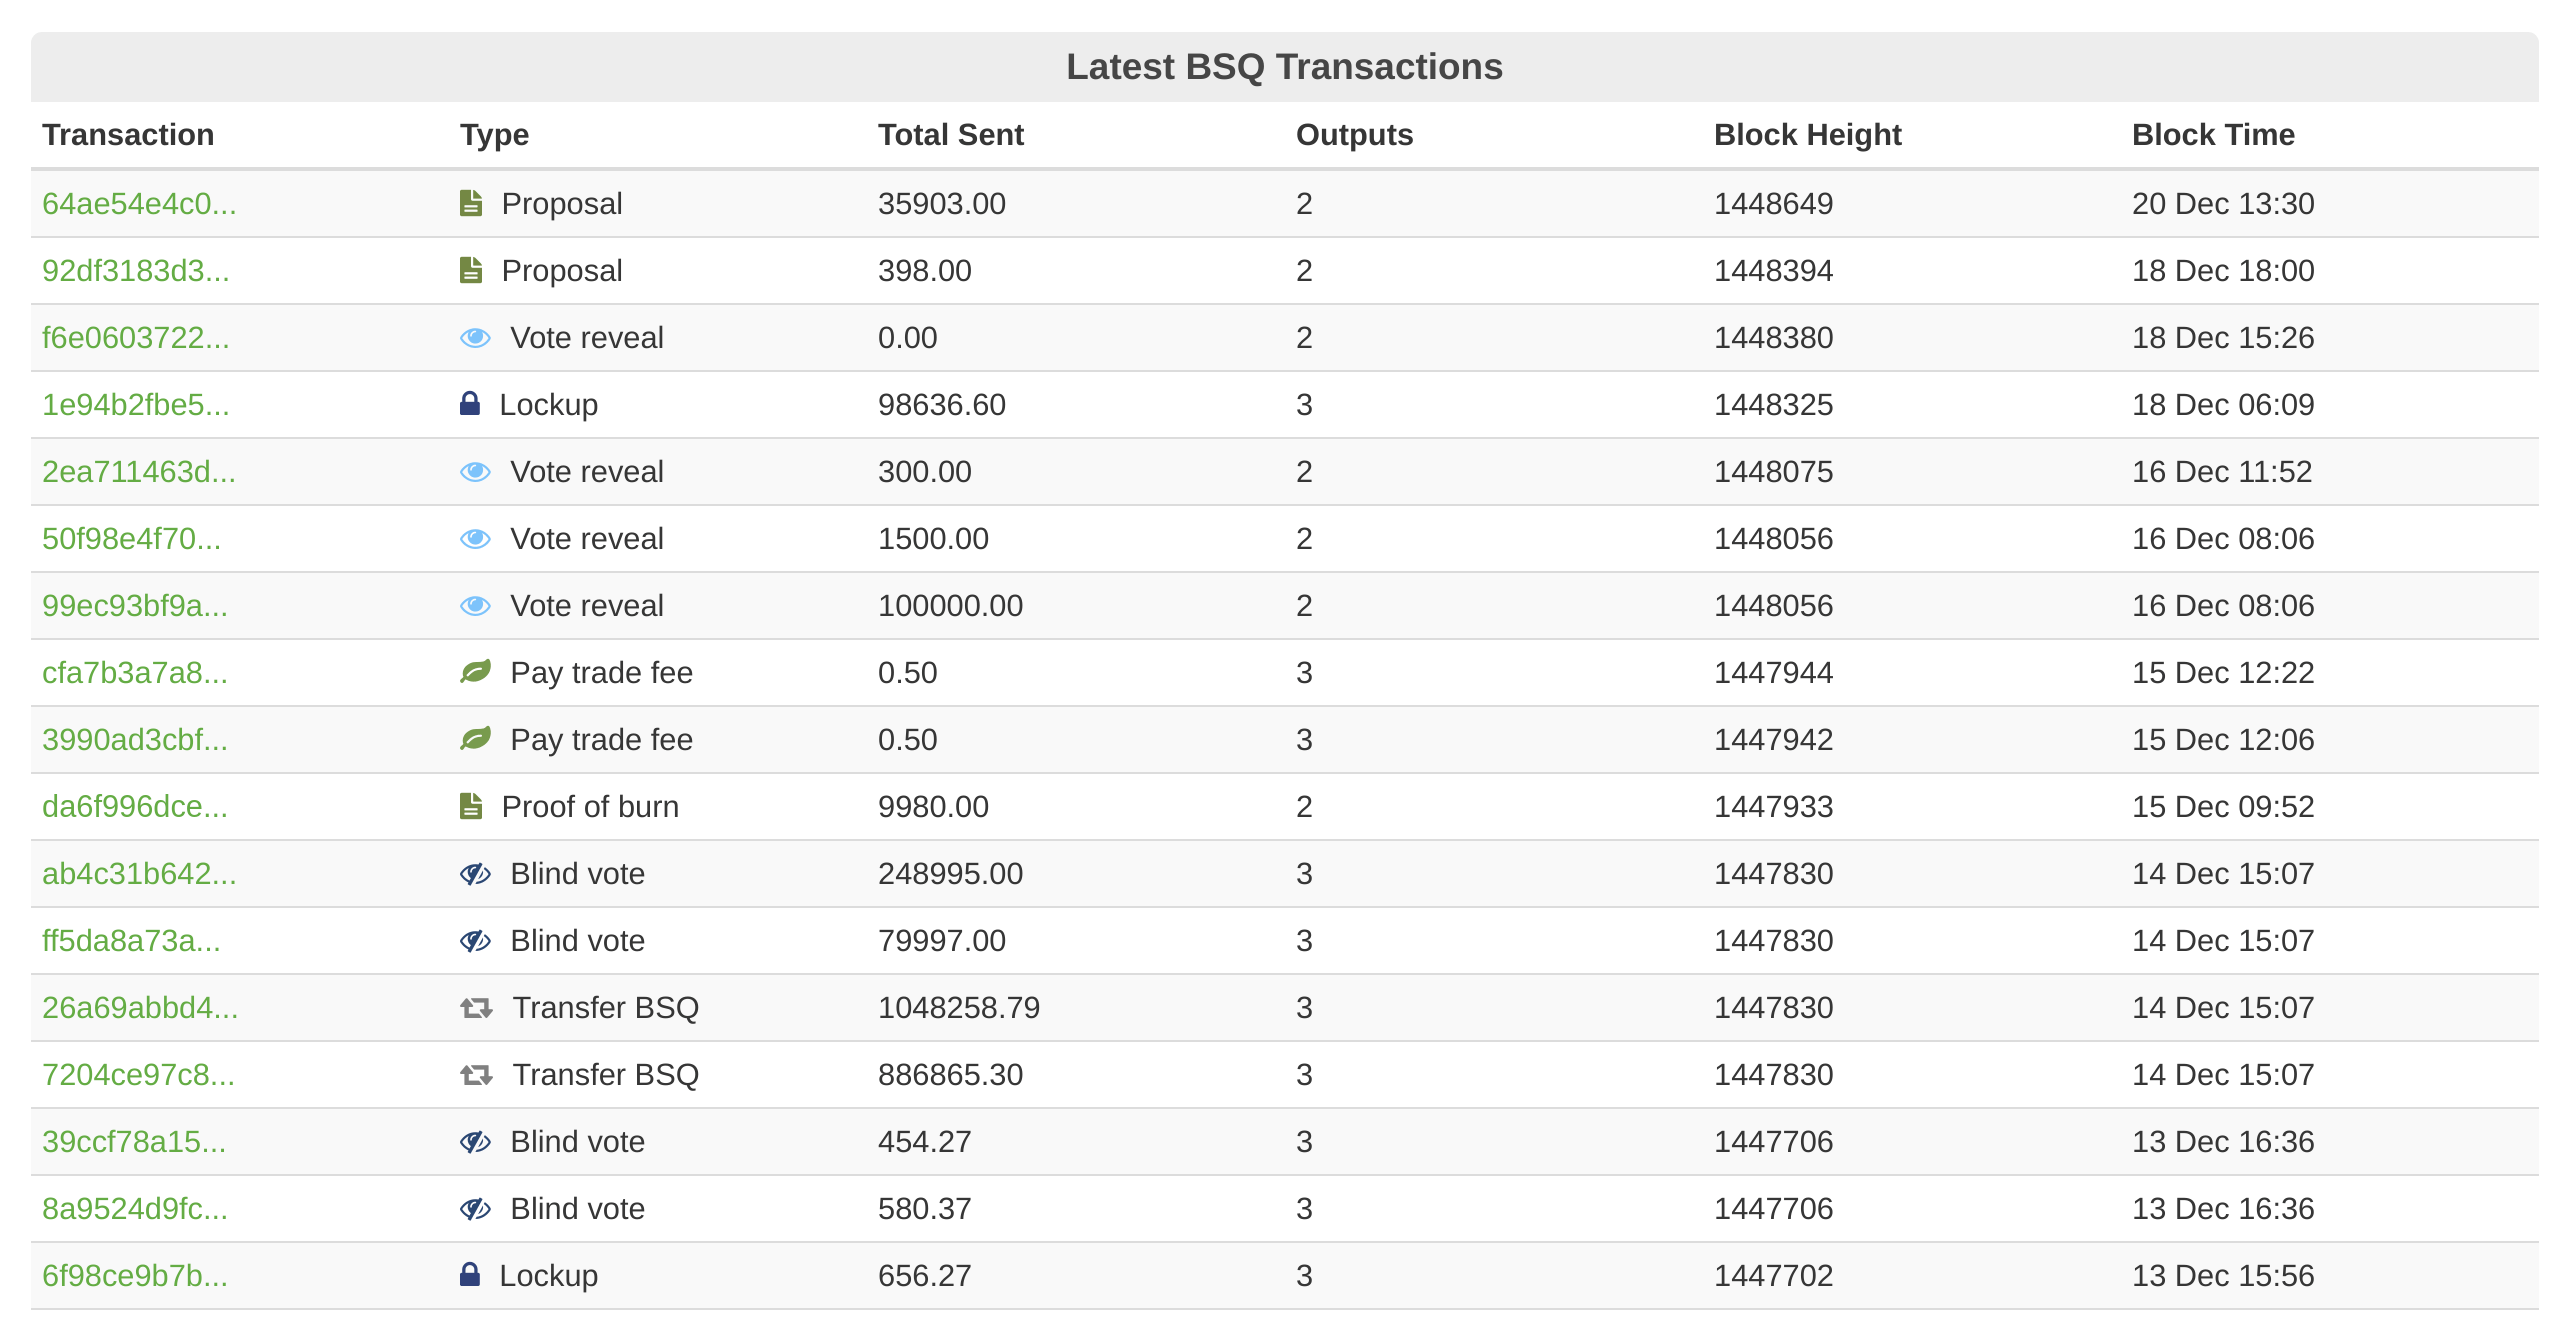 Latest BSQ Transactions
Transaction Type Total Sent Outputs Block Height Block Time
64ae54e4c0... Proposal 35903.00 2 1448649 20 Dec 13:30
92df3183d3... Proposal 398.00 2 1448394 18 Dec 18:00
f6e0603722... Vote reveal 0.00 2 1448380 18 Dec 15:26
1e94b2fbe5... Lockup 98636.60 3 1448325 18 Dec 06:09
2ea711463d... Vote reveal 300.00 2 1448075 16 Dec 11:52
50f98e4f70... Vote reveal 1500.00 2 1448056 16 Dec 08:06
99ec93bf9a... Vote reveal 100000.00 2 1448056 16 Dec 08:06
cfa7b3a7a8... Pay trade fee 0.50 3 1447944 15 Dec 12:22
3990ad3cbf... Pay trade fee 0.50 3 1447942 15 Dec 12:06
da6f996dce... Proof of burn 9980.00 2 1447933 15 Dec 09:52
ab4c31b642... Blind vote 248995.00 3 1447830 14 Dec 15:07
ff5da8a73a... Blind vote 79997.00 3 1447830 14 Dec 15:07
26a69abbd4... Transfer BSQ 1048258.79 3 1447830 14 Dec 15:07
7204ce97c8... Transfer BSQ 886865.30 3 1447830 14 Dec 15:07
39ccf78a15... Blind vote 454.27 3 1447706 13 Dec 16:36
8a9524d9fc... Blind vote 580.37 3 1447706 13 Dec 16:36
6f98ce9b7b... Lockup 656.27 3 1447702 13 Dec 15:56